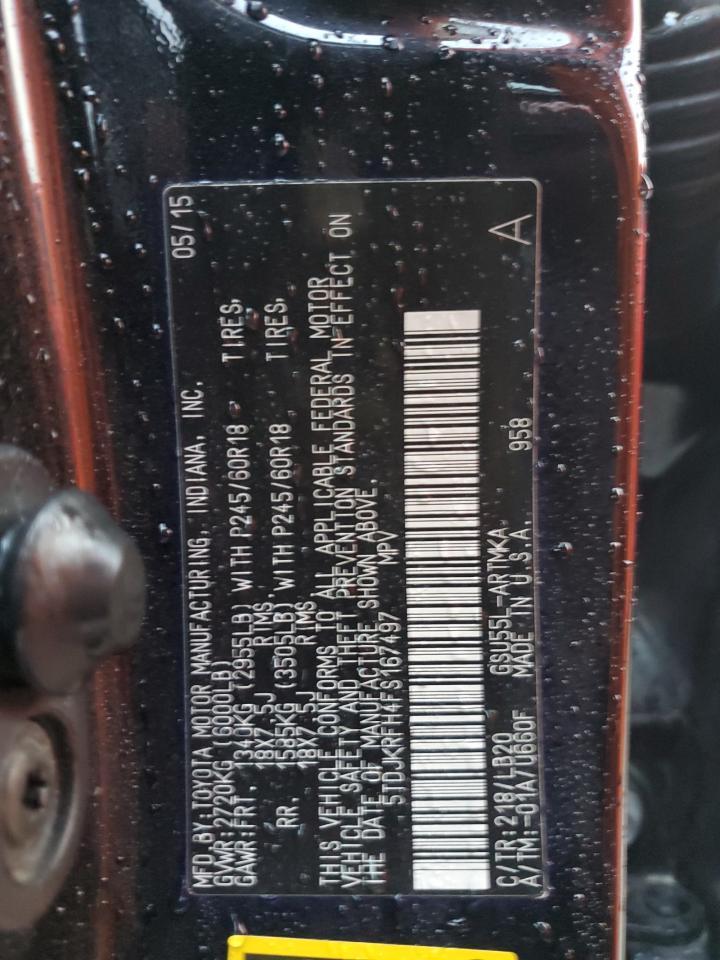 MFD.BY:TOYOTA MOTOR MANUFACTURING, INDIANA, INC. 05/15
GVWR:2720KG (6000LB)
GAWR:FRT. 1340KG (2955LB) WITH P245/60R18 TIRES,
18X7.5J RIMS
RR. 1585KG (3505LB) WITH P245/60R18 TIRES,
18X7.5J RIMS
THIS VEHICLE CONFORMS TO ALL APPLICABLE FEDERAL MOTOR
VEHICLE SAFETY AND THEFT PREVENTION STANDARDS IN EFFECT ON
THE DATE OF MANUFACTURE SHOWN ABOVE.
5TDJKRFH4FS167497 MPV
C/TR:218/LB20 GSU55L-ARTMKA
A/TM:-01A/U660F MADE IN U.S.A. 958 A